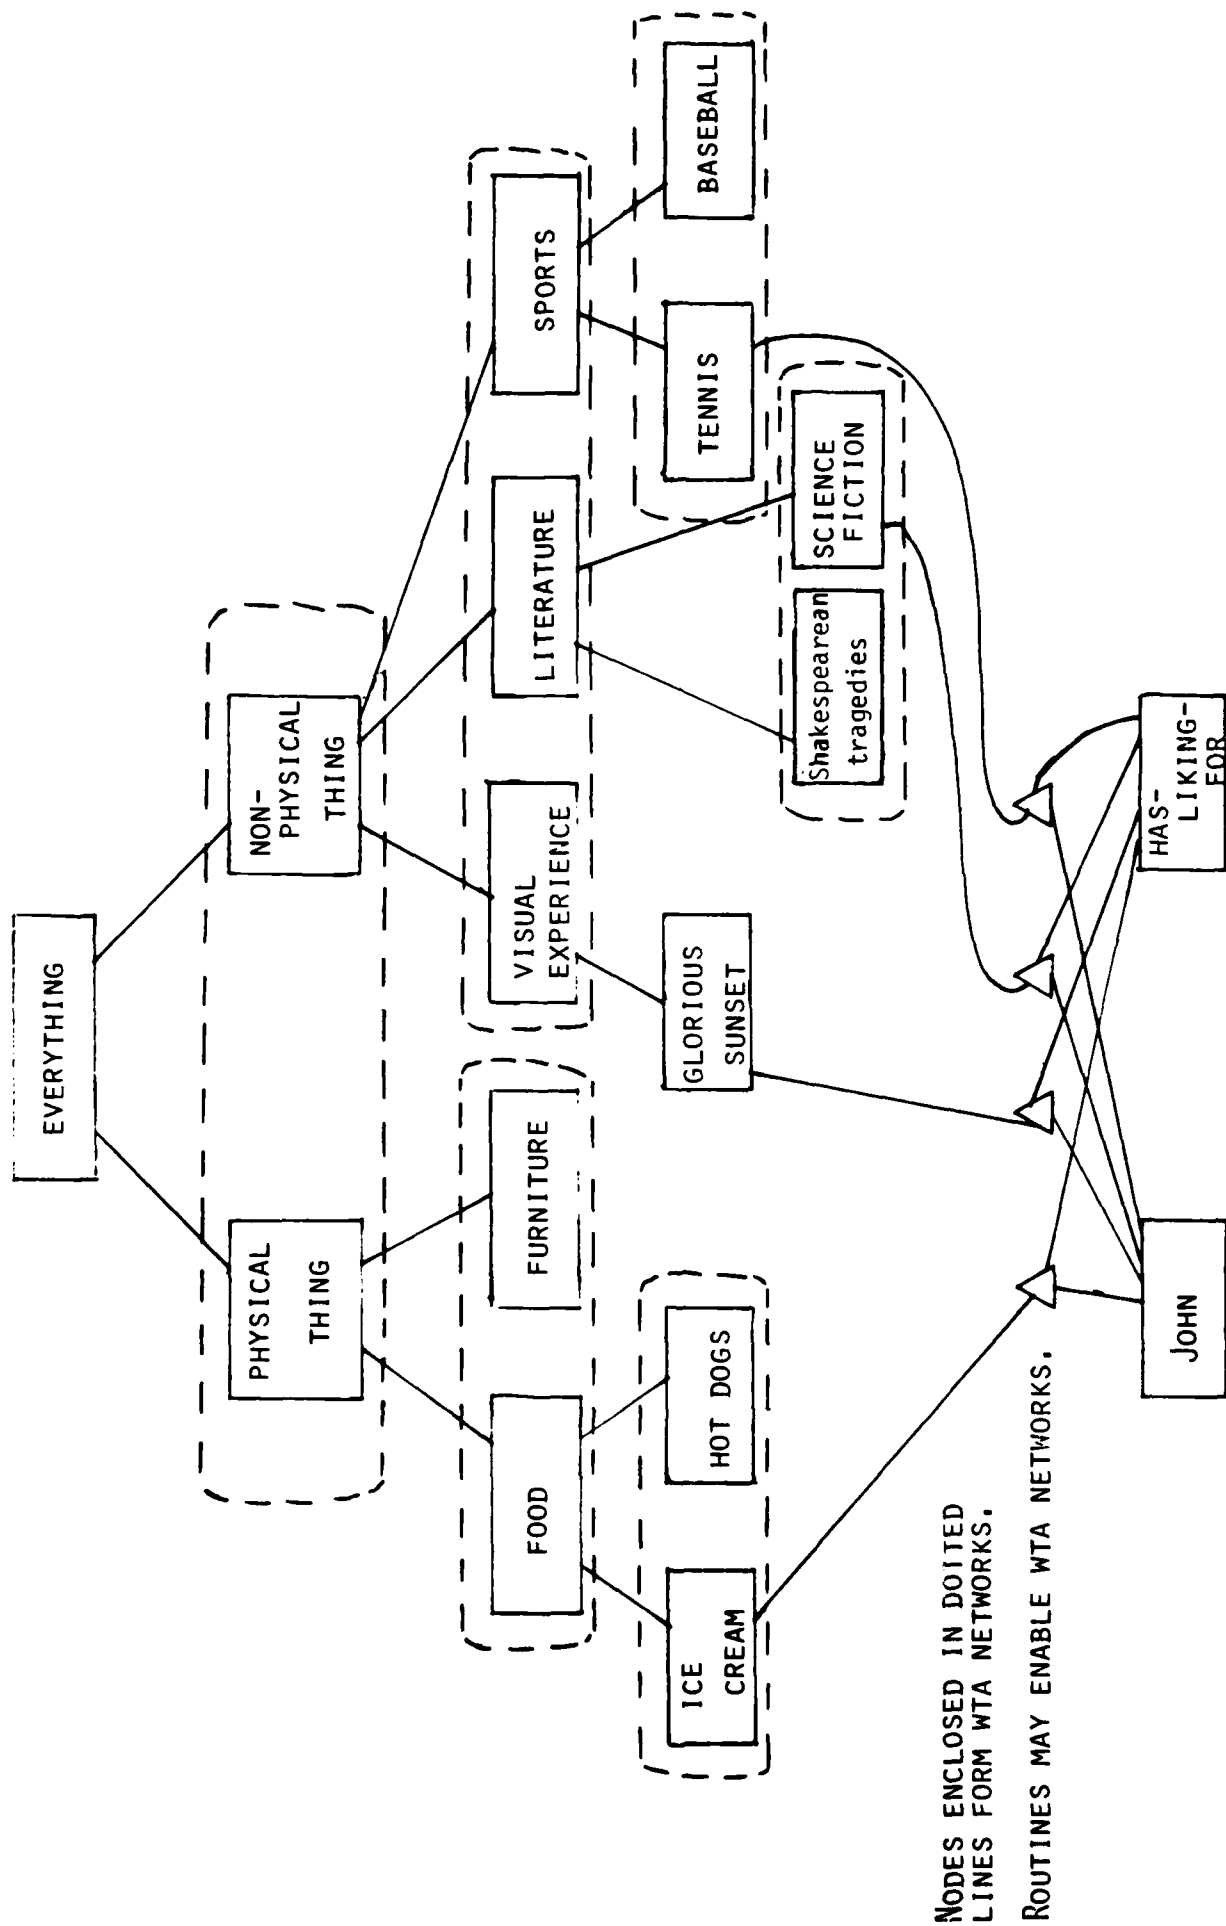 EVERYTHING
PHYSICAL
THING
NON-
PHYSICAL
THING
FOOD
FURNITURE
VISUAL
EXPERIENCE
LITERATURE
SPORTS
ICE
CREAM
HOT DOGS
GLORIOUS
SUNSET
TENNIS
BASEBALL
Shakespearean
tragedies
SCIENCE
FICTION
NODES ENCLOSED IN DOTTED
LINES FORM WTA NETWORKS.
ROUTINES MAY ENABLE WTA NETWORKS.
JOHN
HAS-
LIKING-
FOR